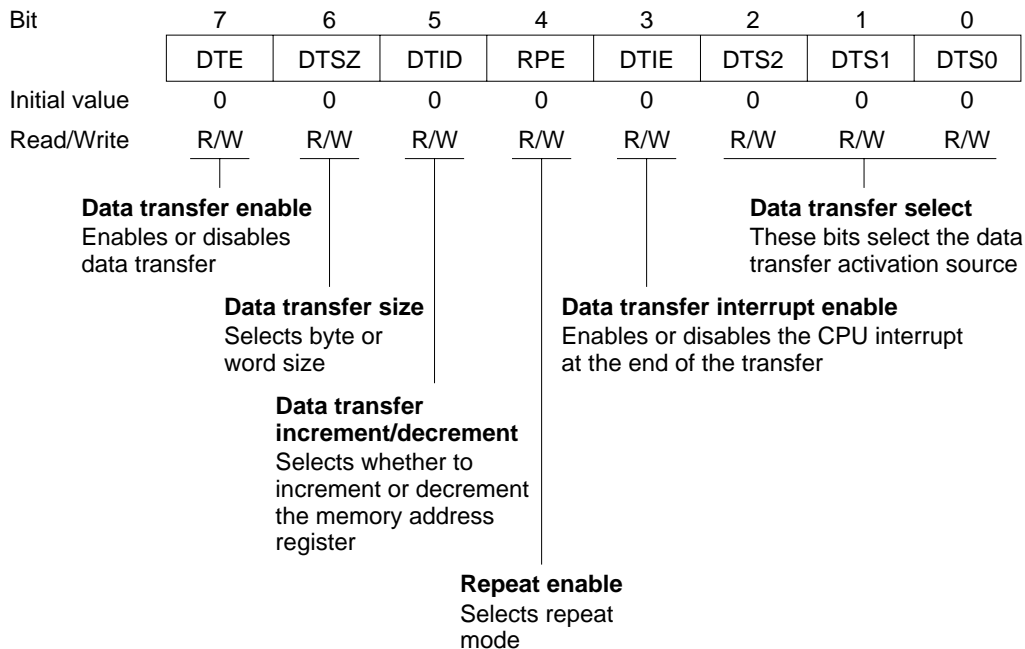 Bit 7 6 5 4 3 2 1 0
DTE DTSZ DTID RPE DTIE DTS2 DTS1 DTS0
Initial value 0 0 0 0 0 0 0 0
Read/Write R/W R/W R/W R/W R/W R/W R/W R/W
Data transfer enable
Enables or disables
data transfer
Data transfer select
These bits select the data
transfer activation source
Data transfer size
Selects byte or
word size
Data transfer interrupt enable
Enables or disables the CPU interrupt
at the end of the transfer
Data transfer
increment/decrement
Selects whether to
increment or decrement
the memory address
register
Repeat enable
Selects repeat
mode